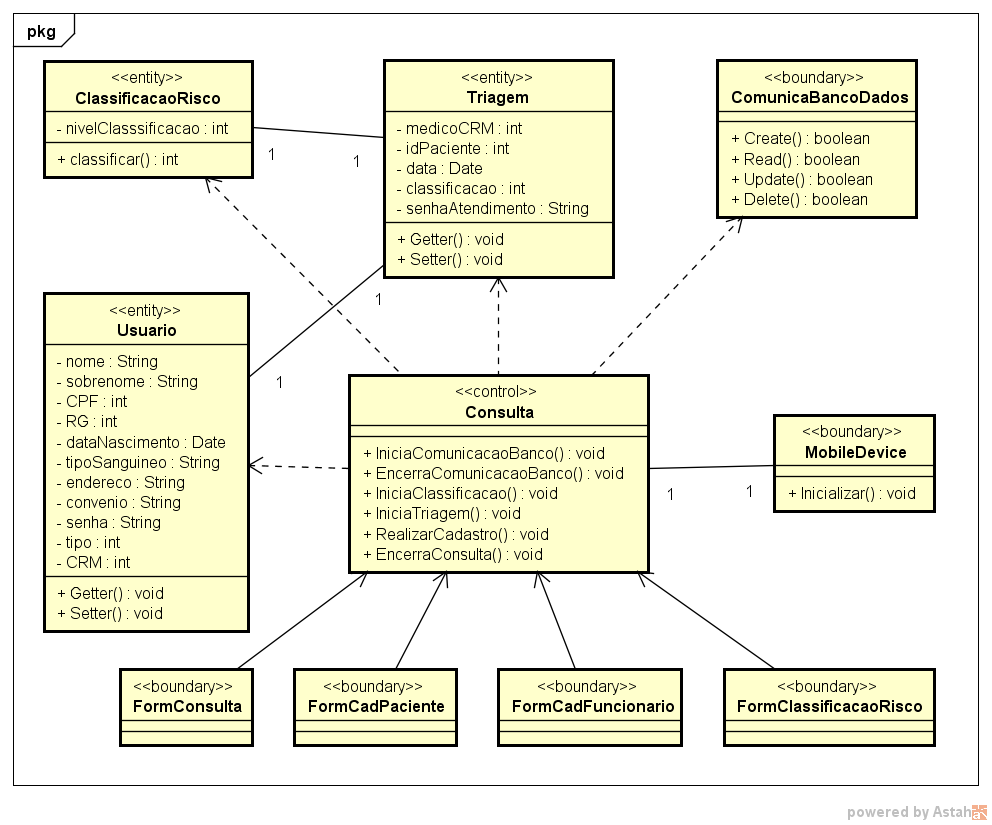 pkg
<<entity>>
ClassificacaoRisco
- nivelClasssificacao : int
+ classificar() : int
<<entity>>
Triagem
- medicoCRM : int
- idPaciente : int
- data : Date
- classificacao : int
- senhaAtendimento : String
+ Getter() : void
+ Setter() : void
<<boundary>>
ComunicaBancoDados
+ Create() : boolean
+ Read() : boolean
+ Update() : boolean
+ Delete() : boolean
1
1
1
1
<<entity>>
Usuario
- nome : String
- sobrenome : String
- CPF : int
- RG : int
- dataNascimento : Date
- tipoSanguineo : String
- endereco : String
- convenio : String
- senha : String
- tipo : int
- CRM : int
+ Getter() : void
+ Setter() : void
<<control>>
Consulta
+ IniciaComunicacaoBanco() : void
+ EncerraComunicacaoBanco() : void
+ IniciaClassificacao() : void
+ IniciaTriagem() : void
+ RealizarCadastro() : void
+ EncerraConsulta() : void
1
1
<<boundary>>
MobileDevice
+ Inicializar() : void
<<boundary>>
FormConsulta
<<boundary>>
FormCadPaciente
<<boundary>>
FormCadFuncionario
<<boundary>>
FormClassificacaoRisco
powered by Astah